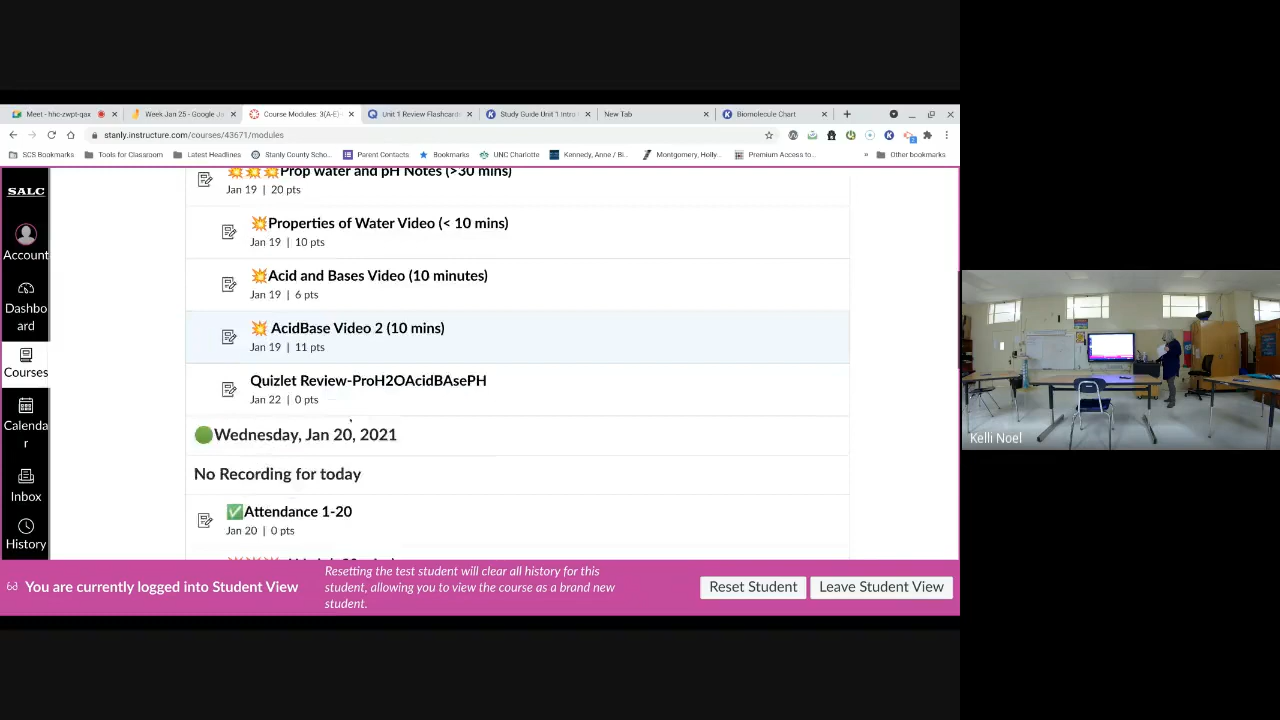 Meet - hhc-zwpt-qax
Week Jan 25 - Google Ja
Course Modules: 3(A-E)-
Unit 1 Review Flashcards
Study Guide Unit 1 Intro t
New Tab
Biomolecule Chart
stanly.instructure.com/courses/43671/modules
SCS Bookmarks
Tools for Classroom
Latest Headlines
Stanly County Scho...
Parent Contacts
Bookmarks
UNC Charlotte
Kennedy, Anne / Bi...
Montgomery, Holly...
Premium Access to...
Other bookmarks
SALC
Account
Dashbo
ard
Courses
Calenda
r
Inbox
History
Prop water and pH Notes (>30 mins)
Jan 19 | 20 pts
Properties of Water Video (< 10 mins)
Jan 19 | 10 pts
Acid and Bases Video (10 minutes)
Jan 19 | 6 pts
AcidBase Video 2 (10 mins)
Jan 19 | 11 pts
Quizlet Review-ProH2OAcidBAsePH
Jan 22 | 0 pts
Wednesday, Jan 20, 2021
No Recording for today
Attendance 1-20
Jan 20 | 0 pts
You are currently logged into Student View
Resetting the test student will clear all history for this
student, allowing you to view the course as a brand new
student.
Reset Student
Leave Student View
Kelli Noel